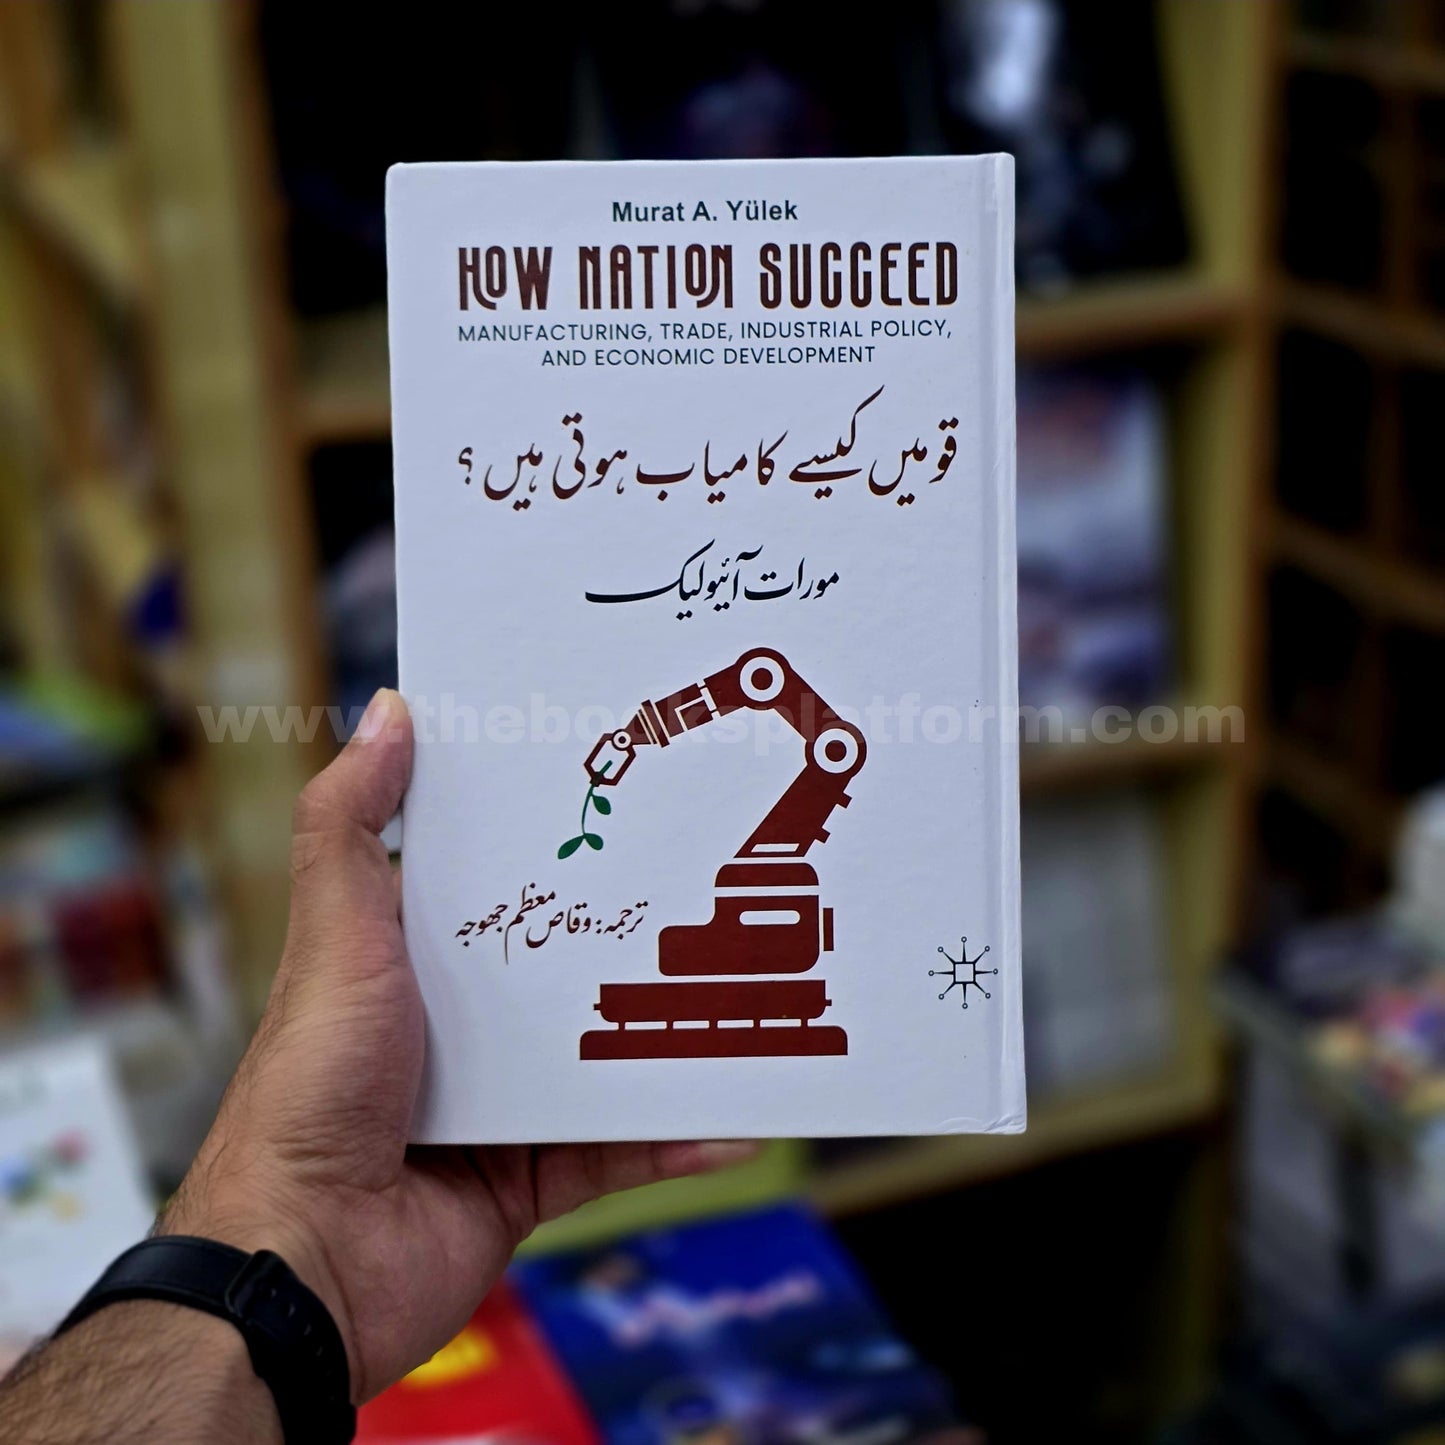 Murat A. Yülek
HOW NATION SUCCEED
MANUFACTURING, TRADE, INDUSTRIAL POLICY,
AND ECONOMIC DEVELOPMENT
قومیں کیسے کامیاب ہوتی ہیں؟
مورات آئیولیک
www.thebooksplatform.com
ترجمہ: وقاص معظم جھوجہ